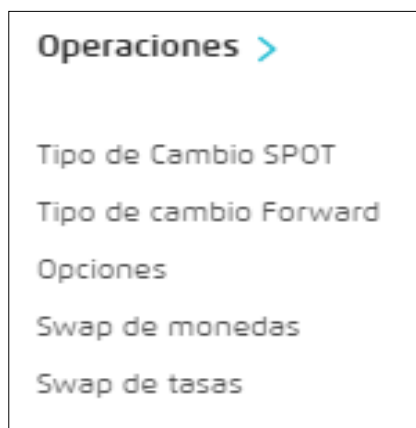 Operaciones >
Tipo de Cambio SPOT
Tipo de cambio Forward
Opciones
Swap de monedas
Swap de tasas